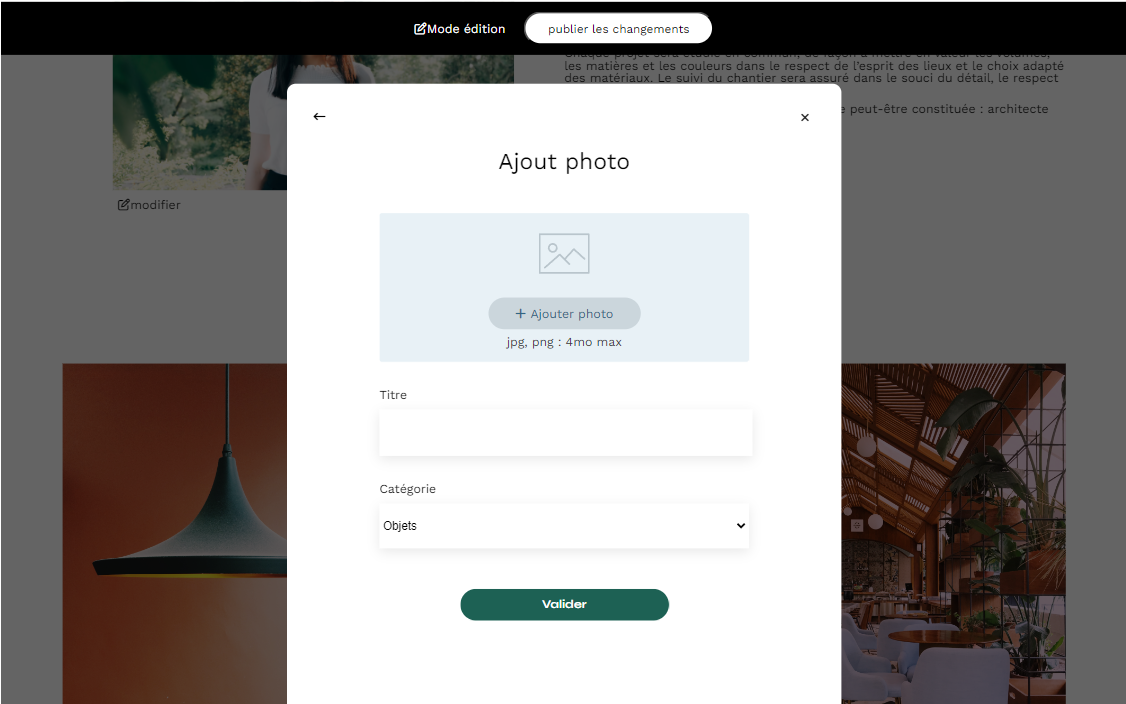 Mode édition
publier les changements
les matières et les couleurs dans le respect de l'esprit des lieux et le choix adapté
des matériaux. Le suivi du chantier sera assuré dans le souci du détail, le respect
e peut-être constituée : architecte
Ajout photo
modifier
+ Ajouter photo
jpg, png : 4mo max
Titre
Catégorie
Objets
Valider